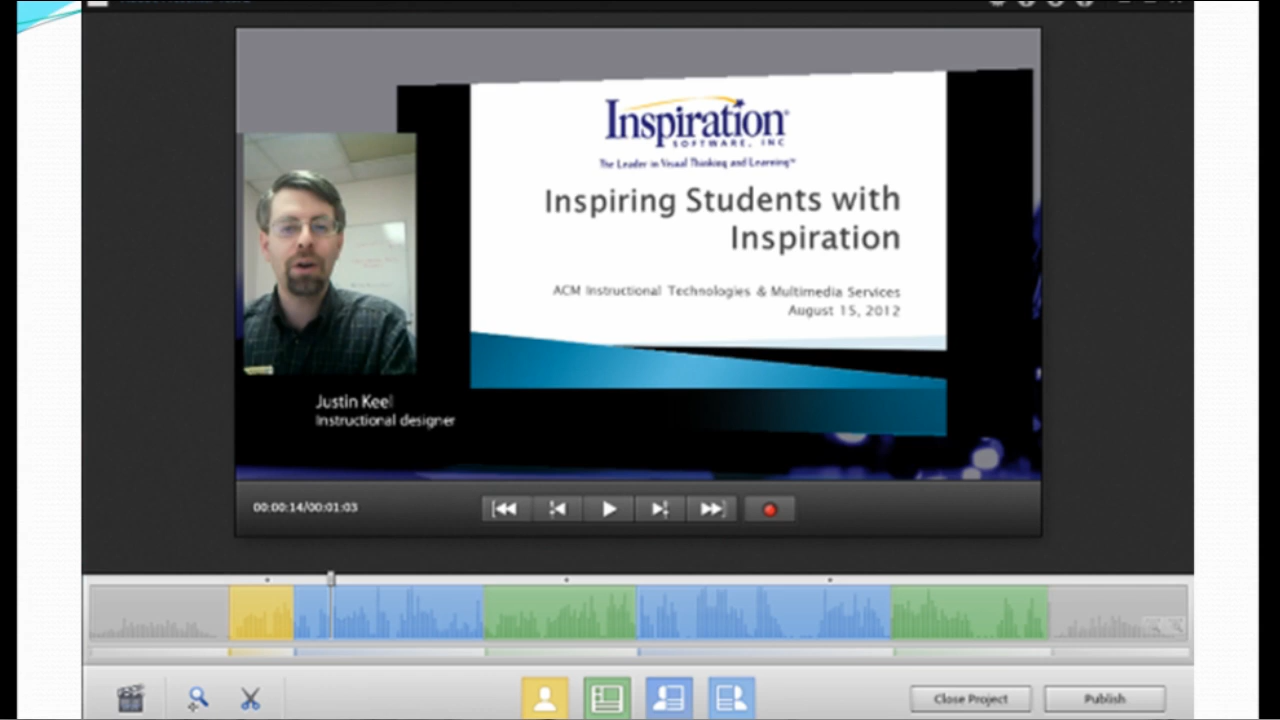 Inspiration®
SOFTWARE, INC
The Leader in Visual Thinking and Learning™
Inspiring Students with
Inspiration
ACM Instructional Technologies & Multimedia Services
August 15, 2012
Justin Keel
Instructional designer
00:00:14/00:01:03
Close Project
Publish